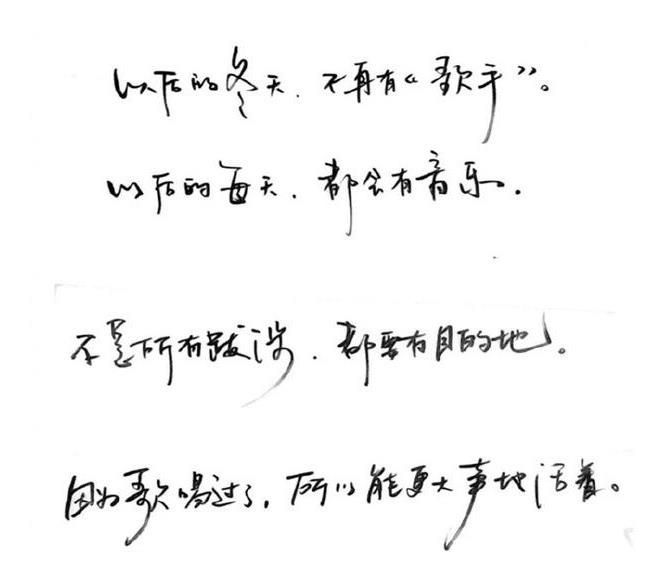 以后的冬天，不再有《歌手》。
以后的每天，都会有音乐。
不是所有跋涉，都要有目的地。
因为歌唱过了，所以能更大声地活着。